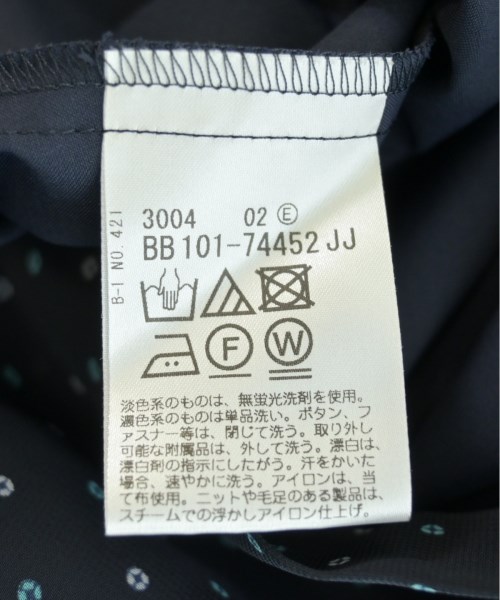 3004 02 Ⓔ
BB 101-74452 JJ
B-1 NO. 421
F W
淡色系のものは、無蛍光洗剤を使用。
濃色系のものは単品洗い。ボタン、フ
ァスナー等は、閉じて洗う。取り外し
可能な附属品は、外して洗う。漂白は、
漂白剤の指示にしたがう。汗をかいた
場合、速やかに洗う。アイロンは、当
て布使用。ニットや毛足のある製品は、
スチームでの浮かしアイロン仕上げ。